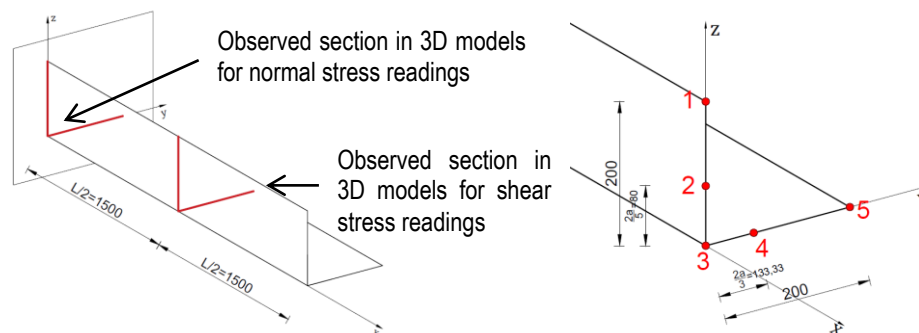 z
Observed section in 3D models
for normal stress readings
y
Observed section in
3D models for shear
stress readings
L/2=1500
L/2=1500
x
z
1
200
2
2a/5=80
3
4
5
2a/3=133,33
200
x